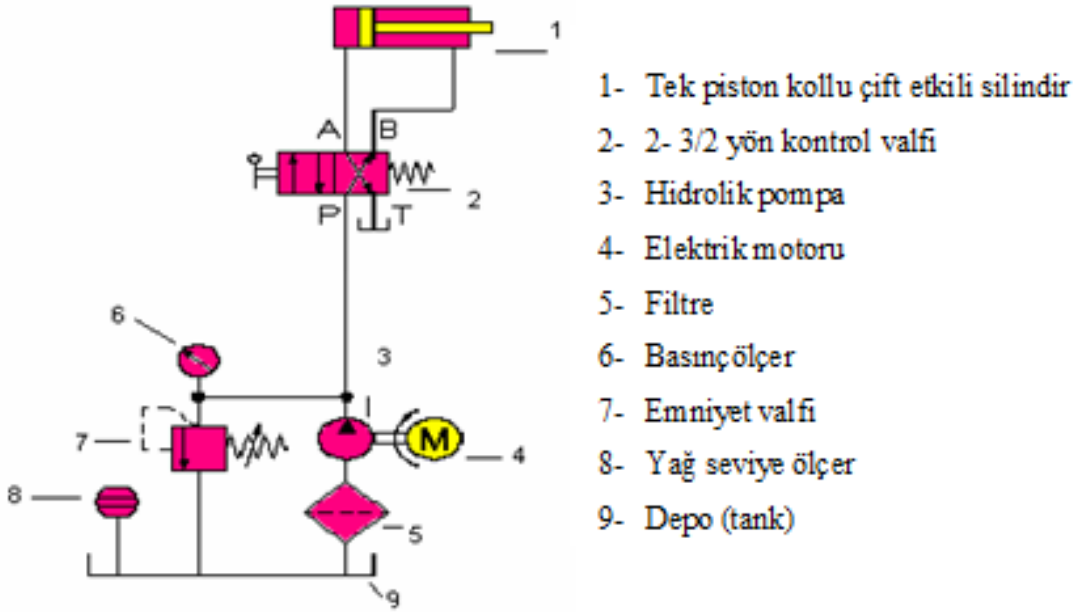 1
A B
P T
2
6
3
7
M
4
8
5
9
1- Tek piston kollu çift etkili silindir
2- 2- 3/2 yön kontrol valfi
3- Hidrolik pompa
4- Elektrik motoru
5- Filtre
6- Basınç ölçer
7- Emniyet valfi
8- Yağ seviye ölçer
9- Depo (tank)